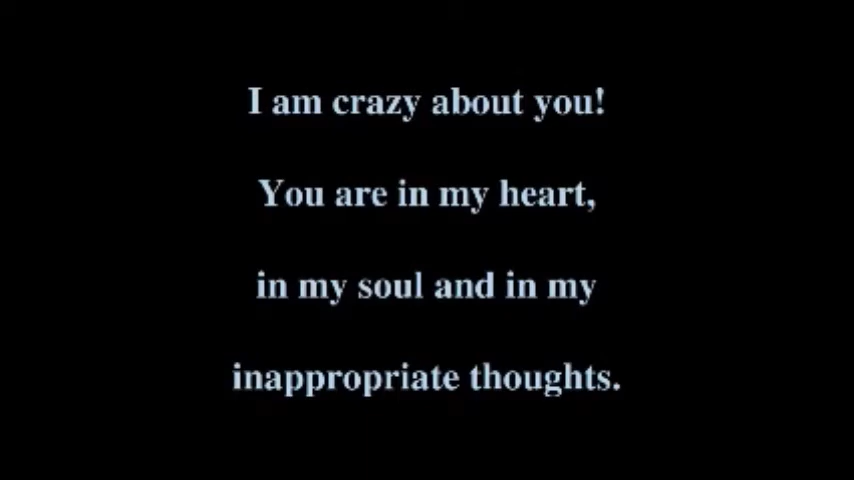 I am crazy about you!
You are in my heart,
in my soul and in my
inappropriate thoughts.